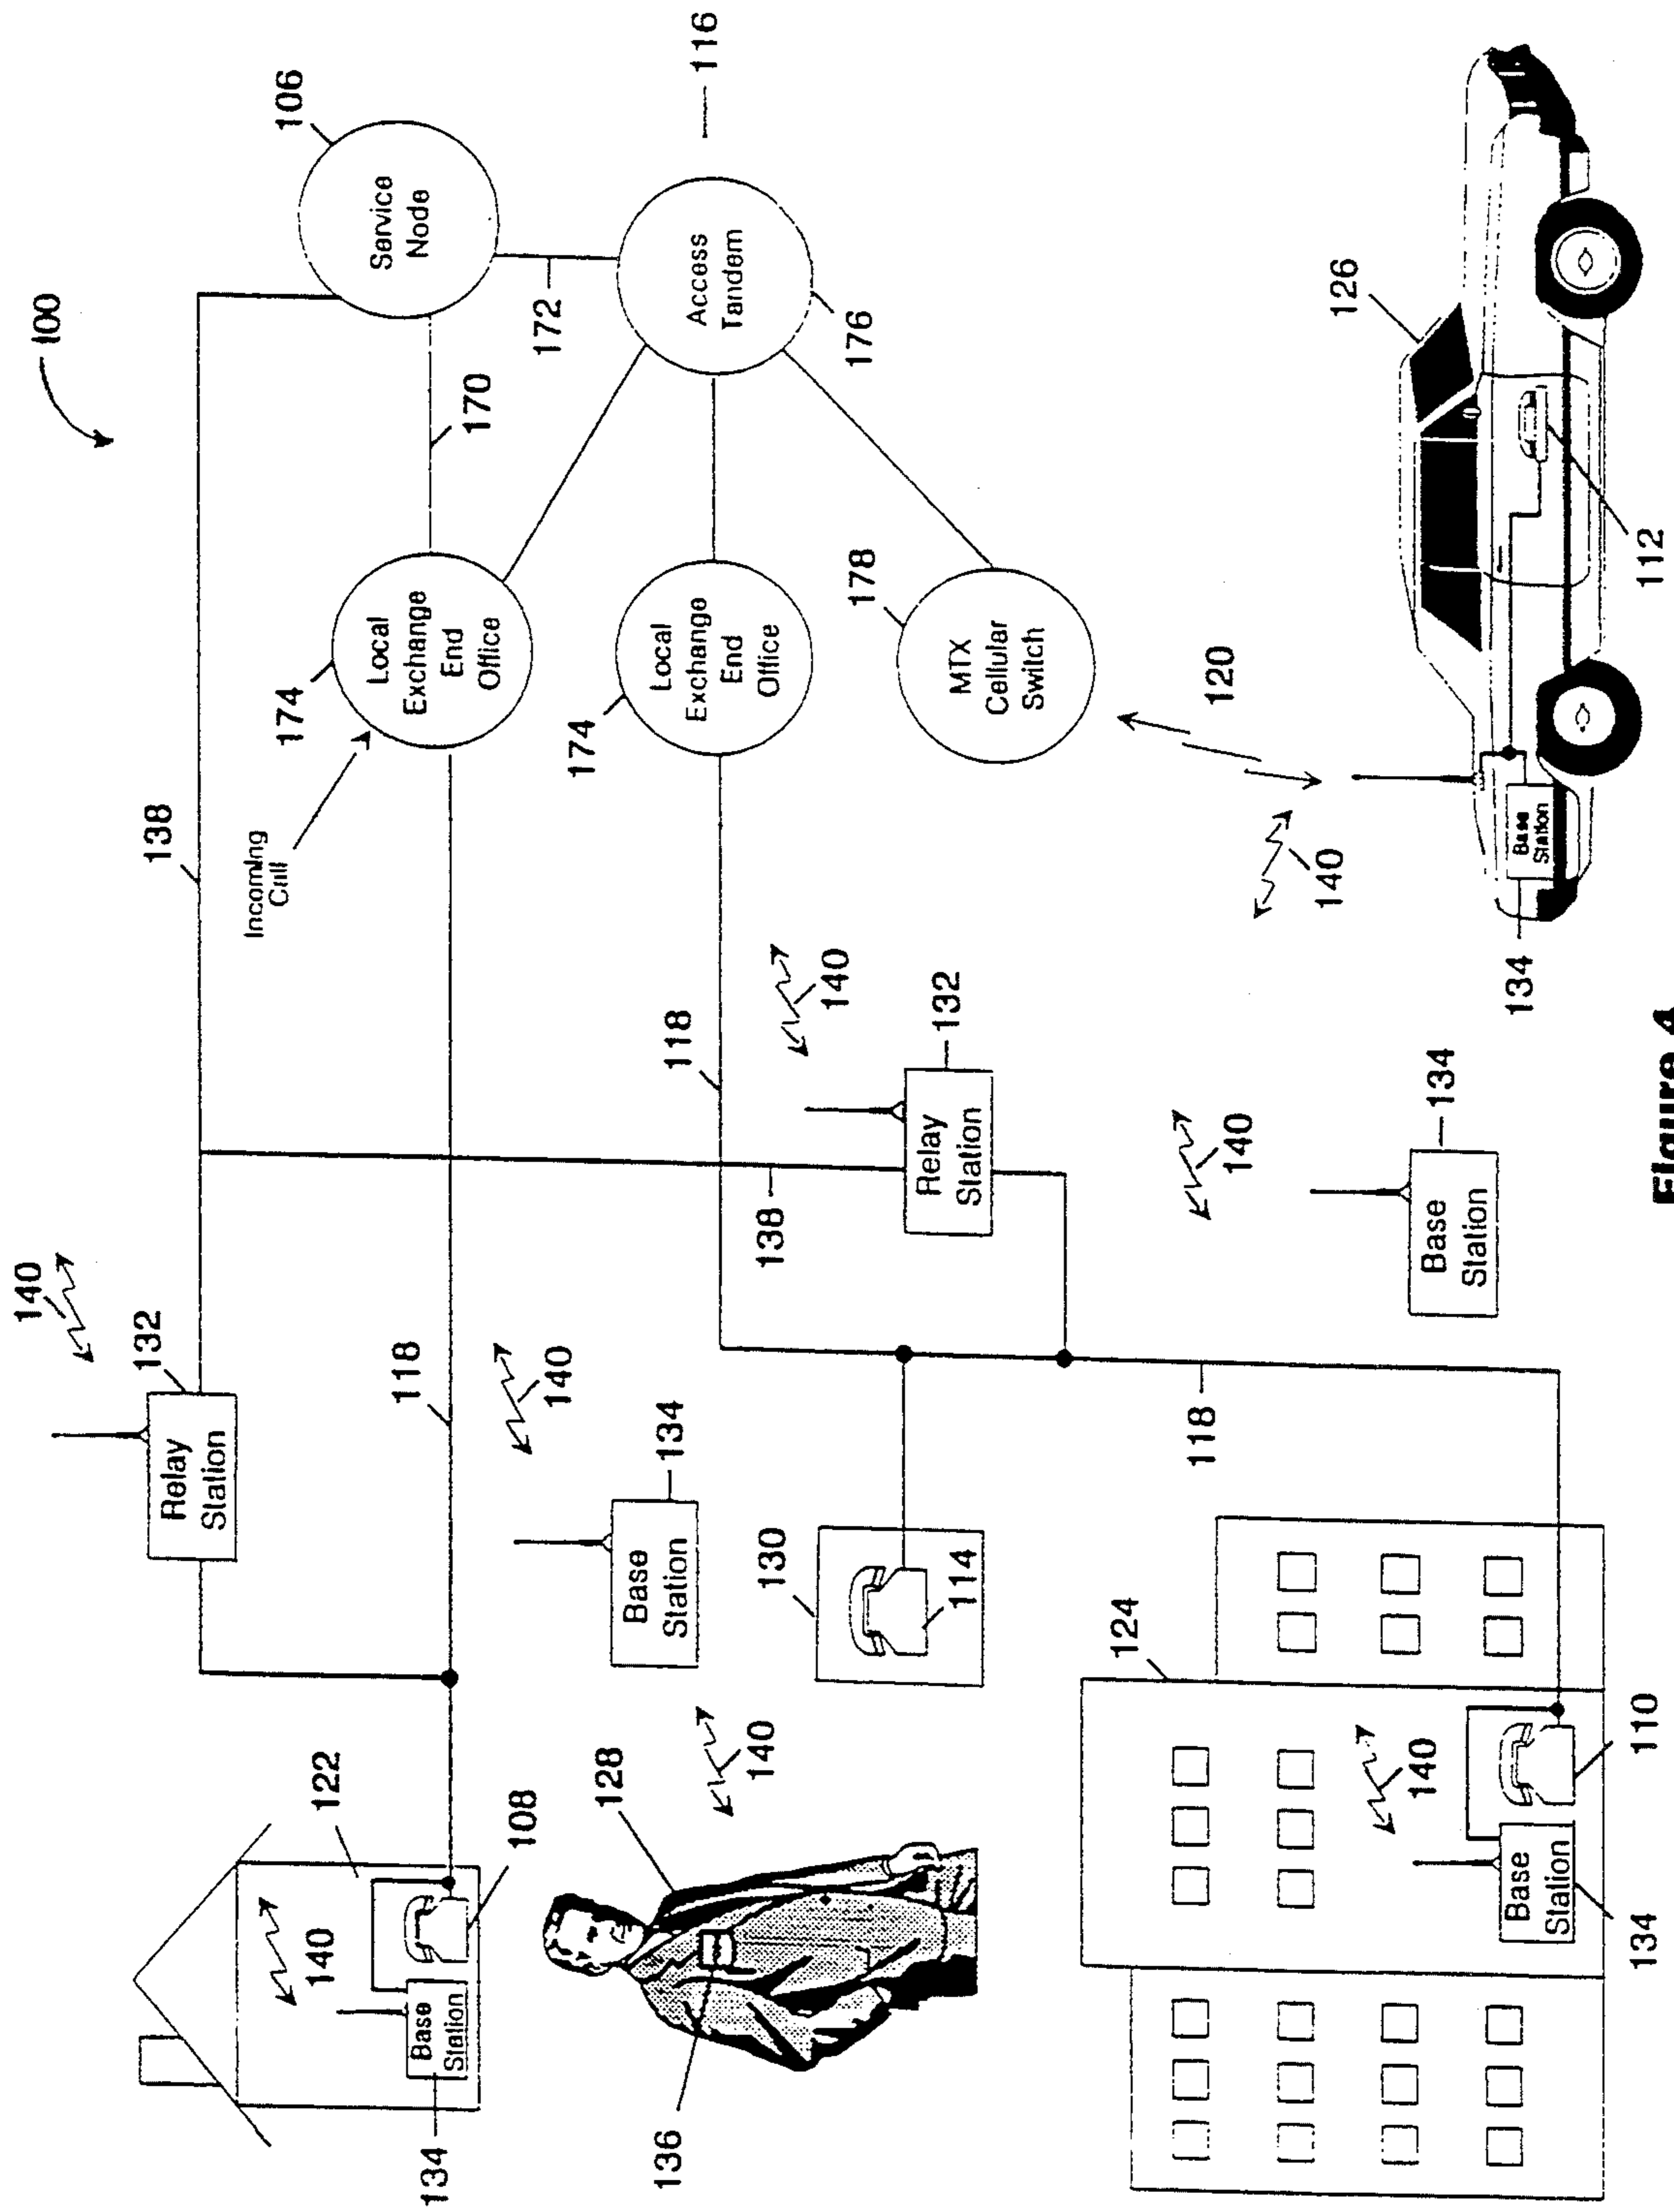 100
140
132
Relay
Station
138
106
Service
Node
122
140
Base
Station
134
108
118
Incoming
Call
174
Local
Exchange
End
Office
170
172
116
Access
Tandem
176
140
Base
Station
134
128
136
140
130
114
118
138
140
Relay
Station
132
174
Local
Exchange
End
Office
178
MTX
Cellular
Switch
120
124
118
140
Base
Station
134
110
140
Base
Station
134
140
Base
Station
134
126
112
Figure 4